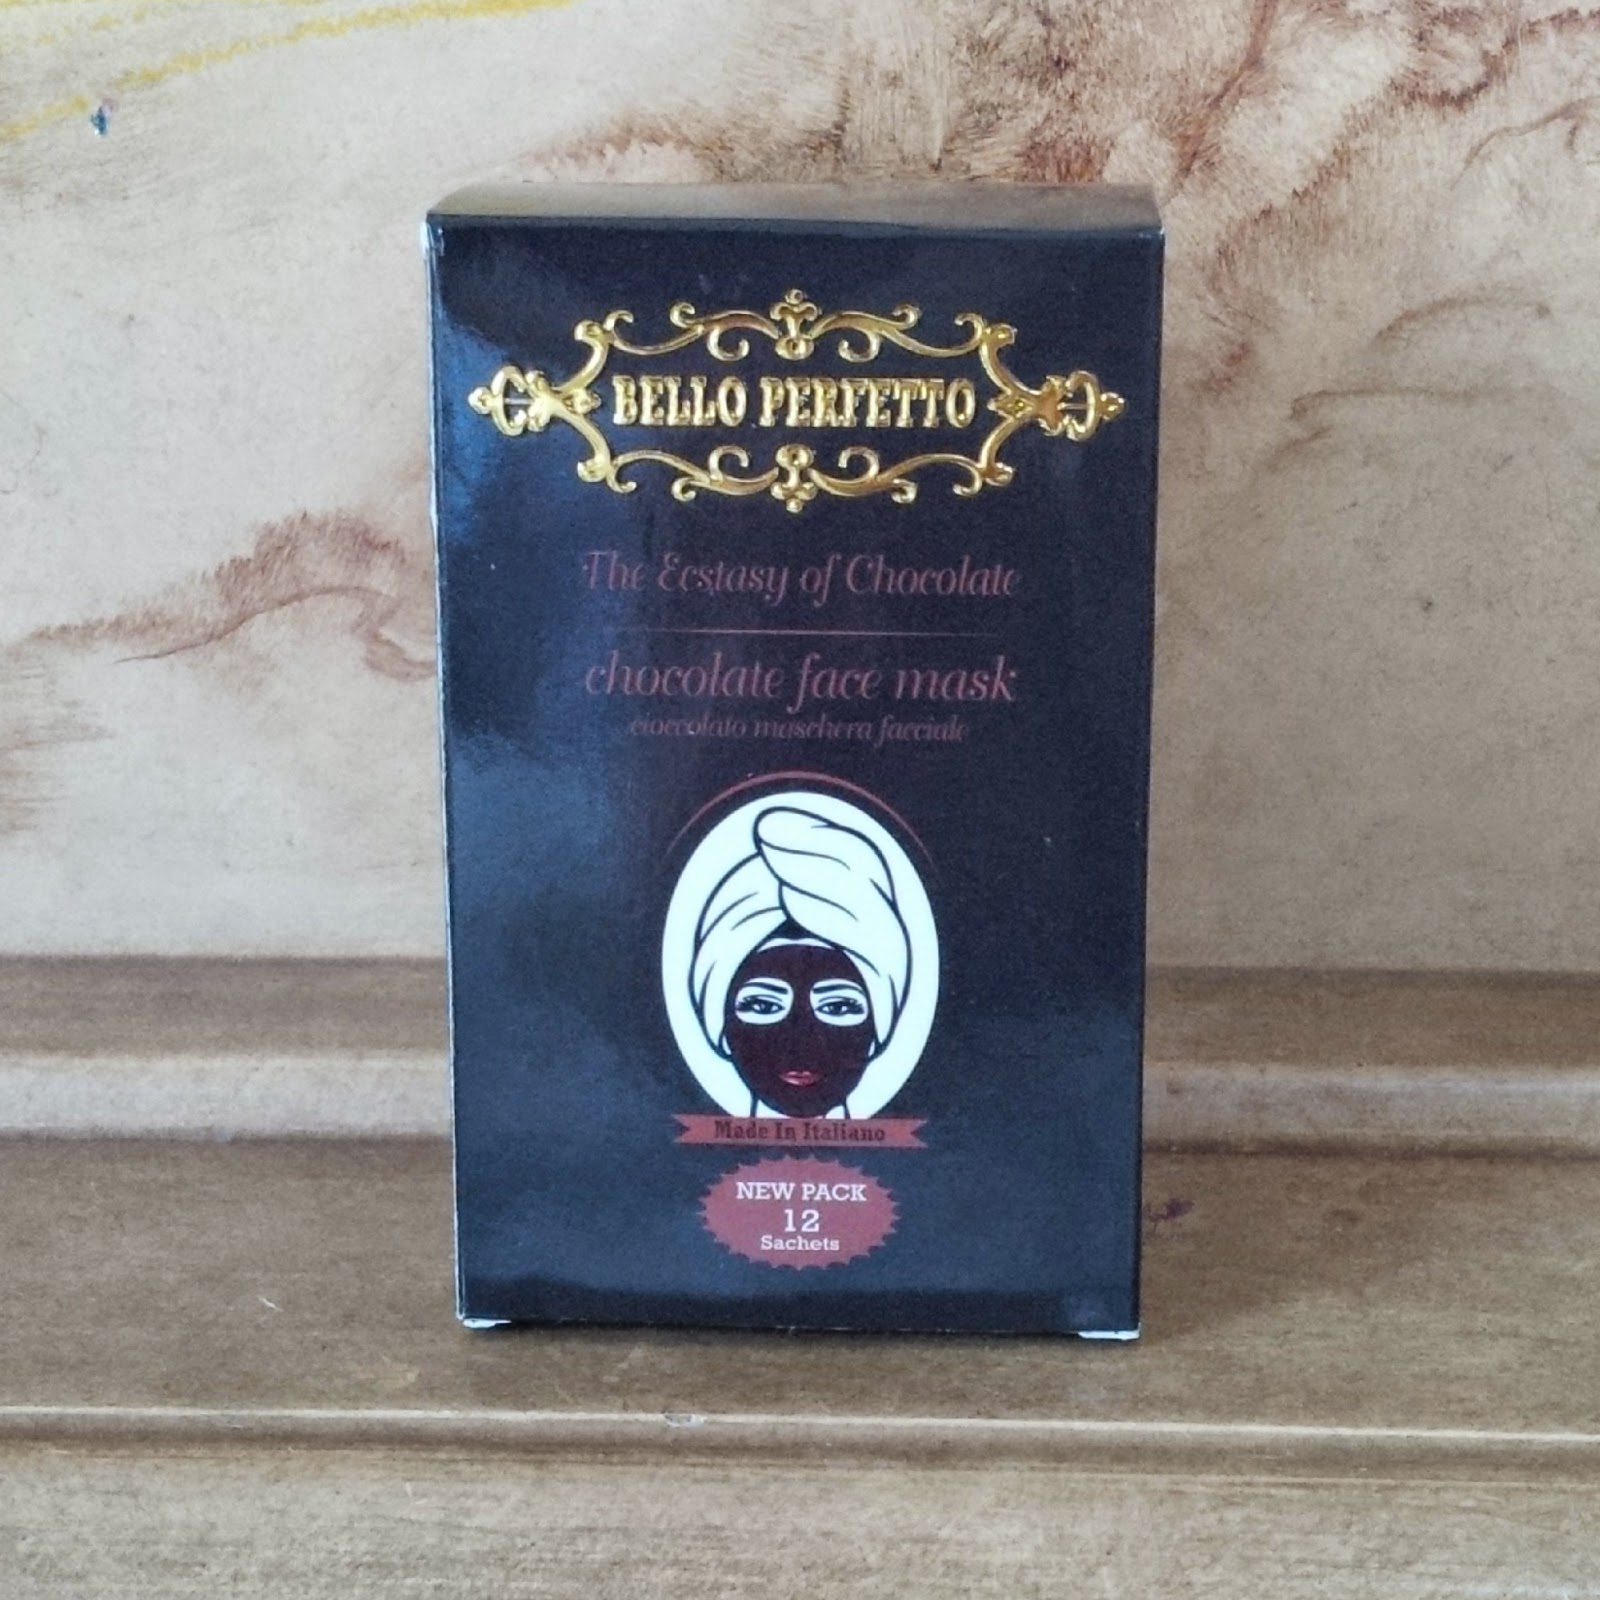 BELLO PERFETTO
The Ecstasy of Chocolate
chocolate face mask
cioccolato maschera facciale
Made In Italiano
NEW PACK
12
Sachets